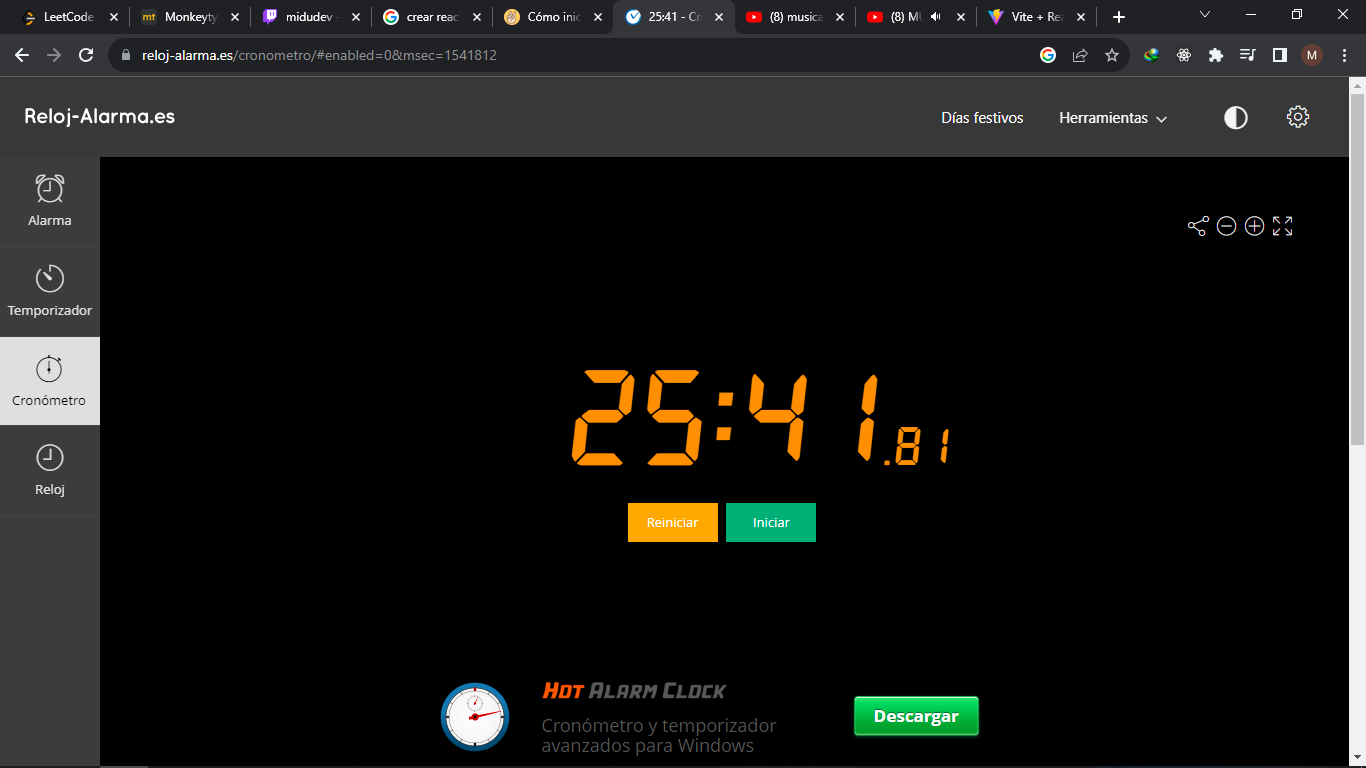 LeetCode
Monkeyty
midudev -
crear reac
Cómo inic
25:41 - Cr
(8) musica
(8) MU
Vite + Rea
reloj-alarma.es/cronometro/#enabled=0&msec=1541812
M
Reloj-Alarma.es
Días festivos
Herramientas
Alarma
Temporizador
Cronómetro
Reloj
25:41.81
Reiniciar
Iniciar
HOT ALARM CLOCK
Cronómetro y temporizador
avanzados para Windows
Descargar